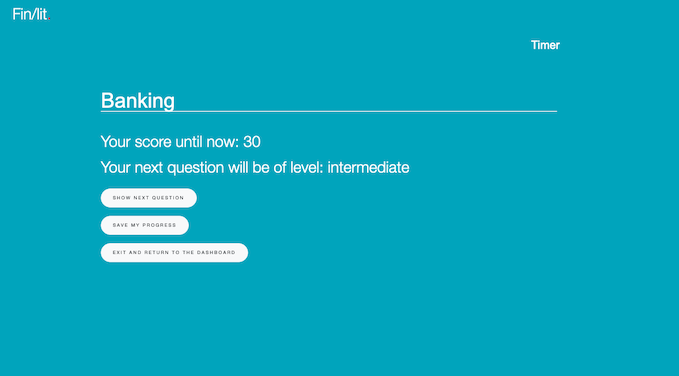 Fin/lit.
Timer
Banking
Your score until now: 30
Your next question will be of level: intermediate
SHOW NEXT QUESTION
SAVE MY PROGRESS
EXIT AND RETURN TO THE DASHBOARD